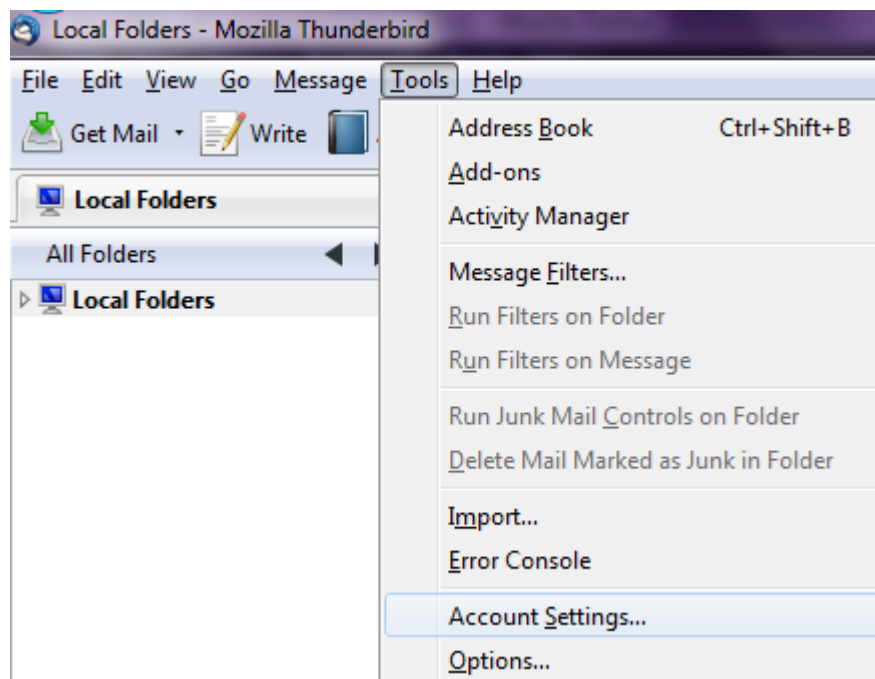 Local Folders - Mozilla Thunderbird
File Edit View Go Message Tools Help
Get Mail Write
Local Folders
All Folders
Local Folders
Address Book Ctrl+Shift+B
Add-ons
Activity Manager
Message Filters...
Run Filters on Folder
Run Filters on Message
Run Junk Mail Controls on Folder
Delete Mail Marked as Junk in Folder
Import...
Error Console
Account Settings...
Options...